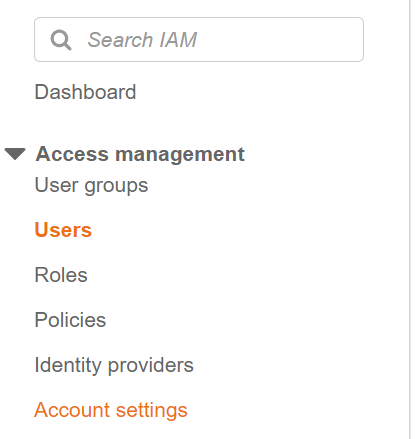 Search IAM
Dashboard
Access management
User groups
Users
Roles
Policies
Identity providers
Account settings